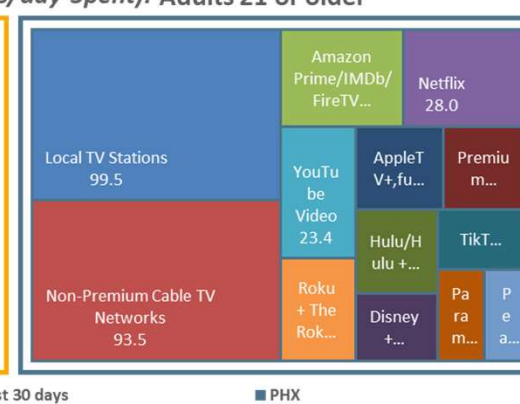 Adults 21 or older
Local TV Stations
99.5
Non-Premium Cable TV
Networks
93.5
Amazon
Prime/IMDb/
FireTV...
Netflix
28.0
YouTu
be
Video
23.4
AppleT
V+,fu...
Premiu
m...
Hulu/H
ulu +...
TikT...
Roku
+ The
Rok...
Disney
+...
Pa
ra
m...
P
e
a...
st 30 days
PHX